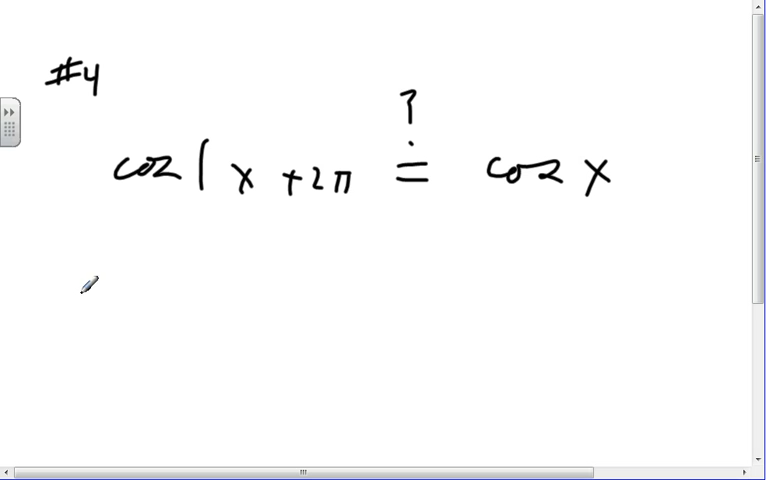 #4
?
cos( x + 2π = cos x